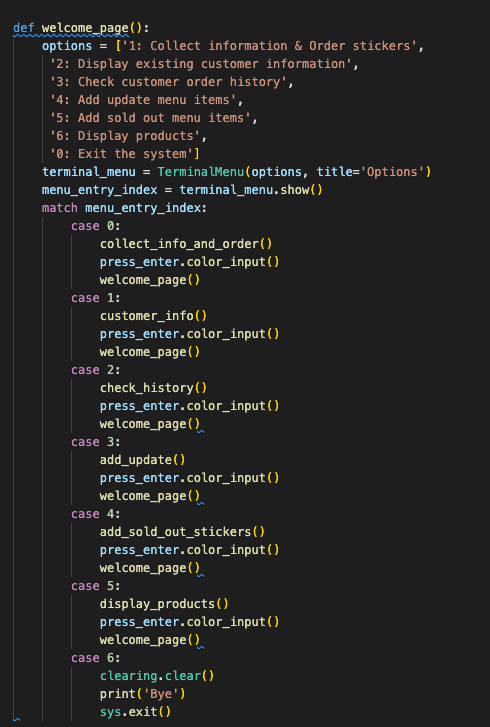 def welcome_page():
    options = ['1: Collect information & Order stickers',
     '2: Display existing customer information',
     '3: Check customer order history',
     '4: Add update menu items',
     '5: Add sold out menu items',
     '6: Display products',
     '0: Exit the system']
    terminal_menu = TerminalMenu(options, title='Options')
    menu_entry_index = terminal_menu.show()
    match menu_entry_index:
        case 0:
            collect_info_and_order()
            press_enter.color_input()
            welcome_page()
        case 1:
            customer_info()
            press_enter.color_input()
            welcome_page()
        case 2:
            check_history()
            press_enter.color_input()
            welcome_page()
        case 3:
            add_update()
            press_enter.color_input()
            welcome_page()
        case 4:
            add_sold_out_stickers()
            press_enter.color_input()
            welcome_page()
        case 5:
            display_products()
            press_enter.color_input()
            welcome_page()
        case 6:
            clearing.clear()
            print('Bye')
            sys.exit()